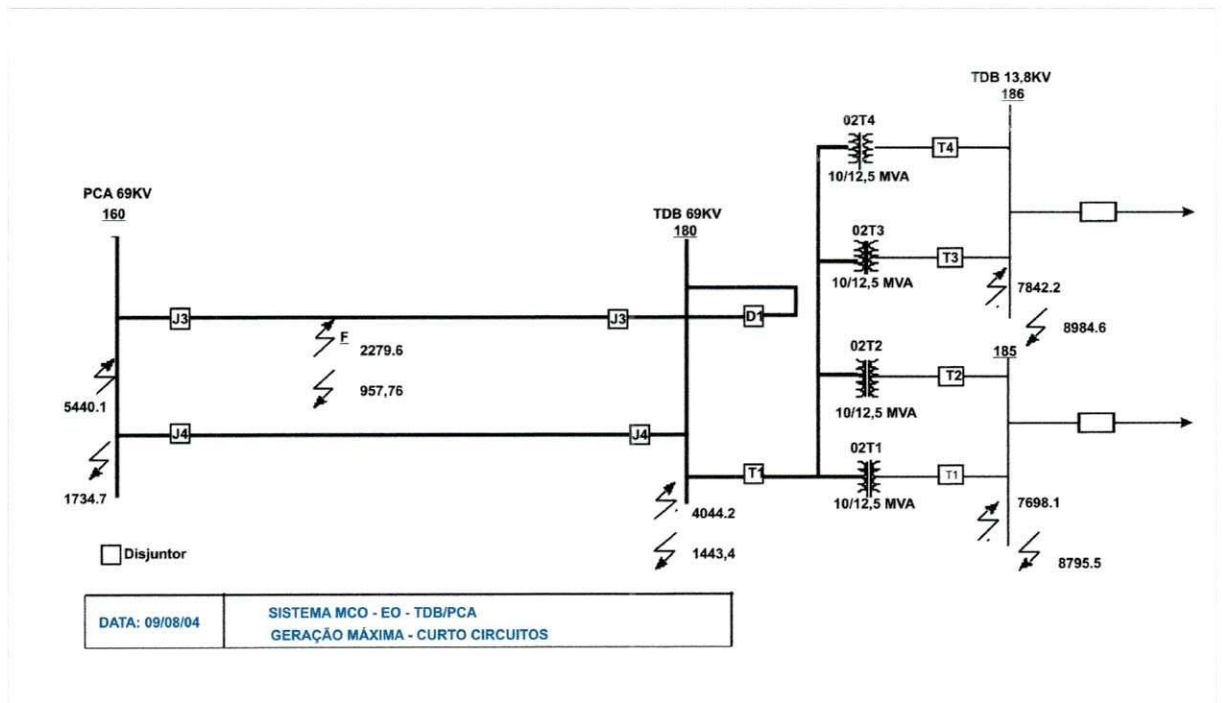 TDB 13,8KV
186
02T4
T4
10/12,5 MVA
PCA 69KV
160
TDB 69KV
180
02T3
T3
10/12,5 MVA
7842.2
J3
J3
D1
8984.6
F
2279.6
02T2
185
T2
957,76
5440.1
10/12,5 MVA
J4
J4
02T1
T1
T1
1734.7
10/12,5 MVA
7698.1
4044.2
1443,4
8795.5
Disjuntor
DATA: 09/08/04
SISTEMA MCO - EO - TDB/PCA
GERAÇÃO MÁXIMA - CURTO CIRCUITOS